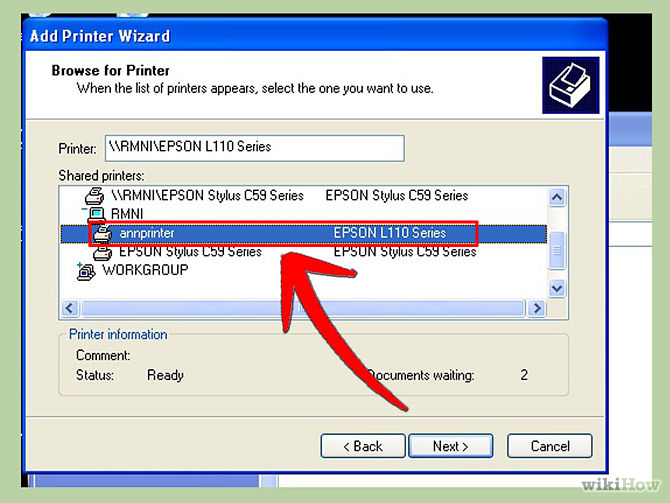 Add Printer Wizard
Browse for Printer
When the list of printers appears, select the one you want to use.
Printer: \\RMNI\EPSON L110 Series
Shared printers:
\\RMNI\EPSON Stylus C59 Series EPSON Stylus C59 Series
RMNI
annprinter EPSON L110 Series
EPSON Stylus C59 Series EPSON Stylus C59 Series
WORKGROUP
Printer information
Comment:
Status: Ready Documents waiting: 2
< Back Next > Cancel
wikiHow